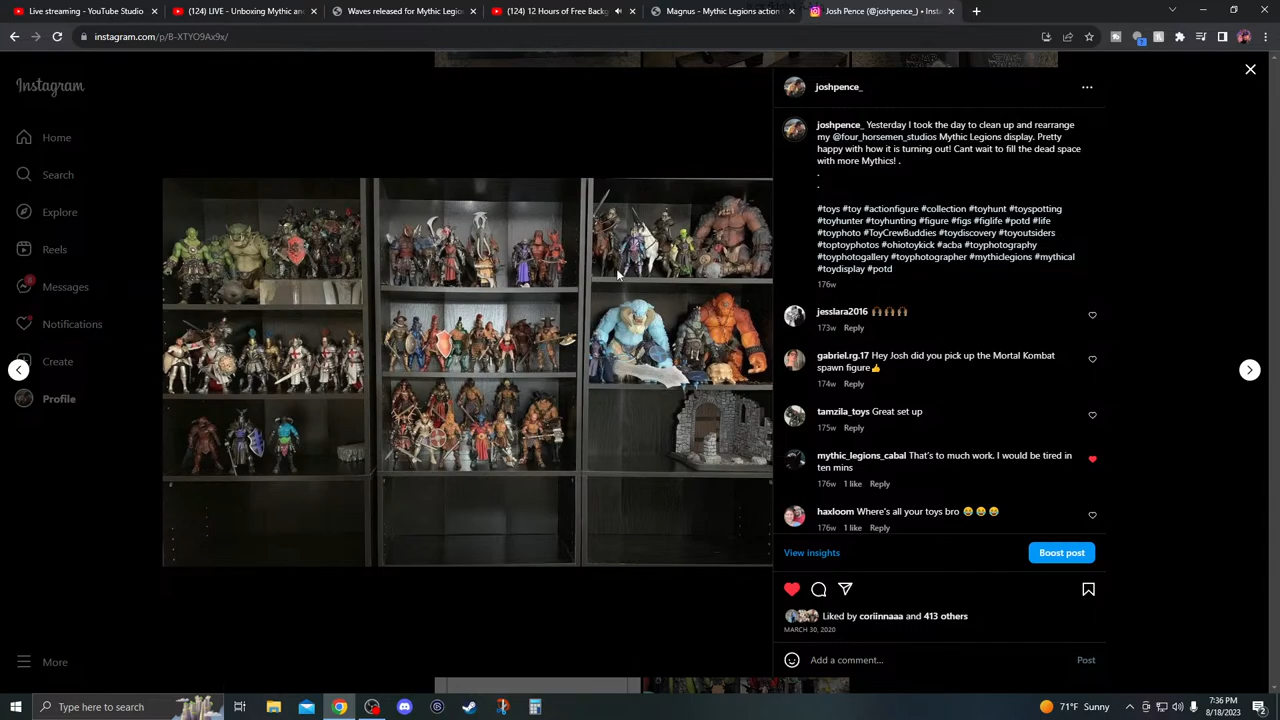 Live streaming - YouTube Studio
(124) LIVE - Unboxing Mythic an
Waves released for Mythic Legio
(124) 12 Hours of Free Backg
Magnus - Mythic Legions action
Josh Pence (@joshpence_) • Insta
instagram.com/p/B-XTYO9Ax9x/
Instagram
Home
Search
Explore
Reels
Messages
Notifications
Create
Profile
More
joshpence_
joshpence_ Yesterday I took the day to clean up and rearrange
my @four_horsemen_studios Mythic Legions display. Pretty
happy with how it is turning out! Cant wait to fill the dead space
with more Mythics! .
.
.
#toys #toy #actionfigure #collection #toyhunt #toyspotting
#toyhunter #toyhunting #figure #figs #figlife #potd #life
#toyphoto #ToyCrewBuddies #toydiscovery #toyoutsiders
#toptoyphotos #ohiotoykick #acba #toyphotography
#toyphotogallery #toyphotographer #mythiclegions #mythical
#toydisplay #potd
176w
jesslara2016 🙌🙌🙌
173w Reply
gabriel.rg.17 Hey Josh did you pick up the Mortal Kombat
spawn figure👍
174w Reply
tamzila_toys Great set up
175w Reply
mythic_legions_cabal That's to much work. I would be tired in
ten mins
176w 1 like Reply
haxloom Where's all your toys bro 😂 😂 😂
176w 1 like Reply
View insights
Boost post
Liked by coriinnaaa and 413 others
MARCH 30, 2020
Add a comment...
Post
Type here to search
71°F Sunny
7:36 PM
8/18/2023